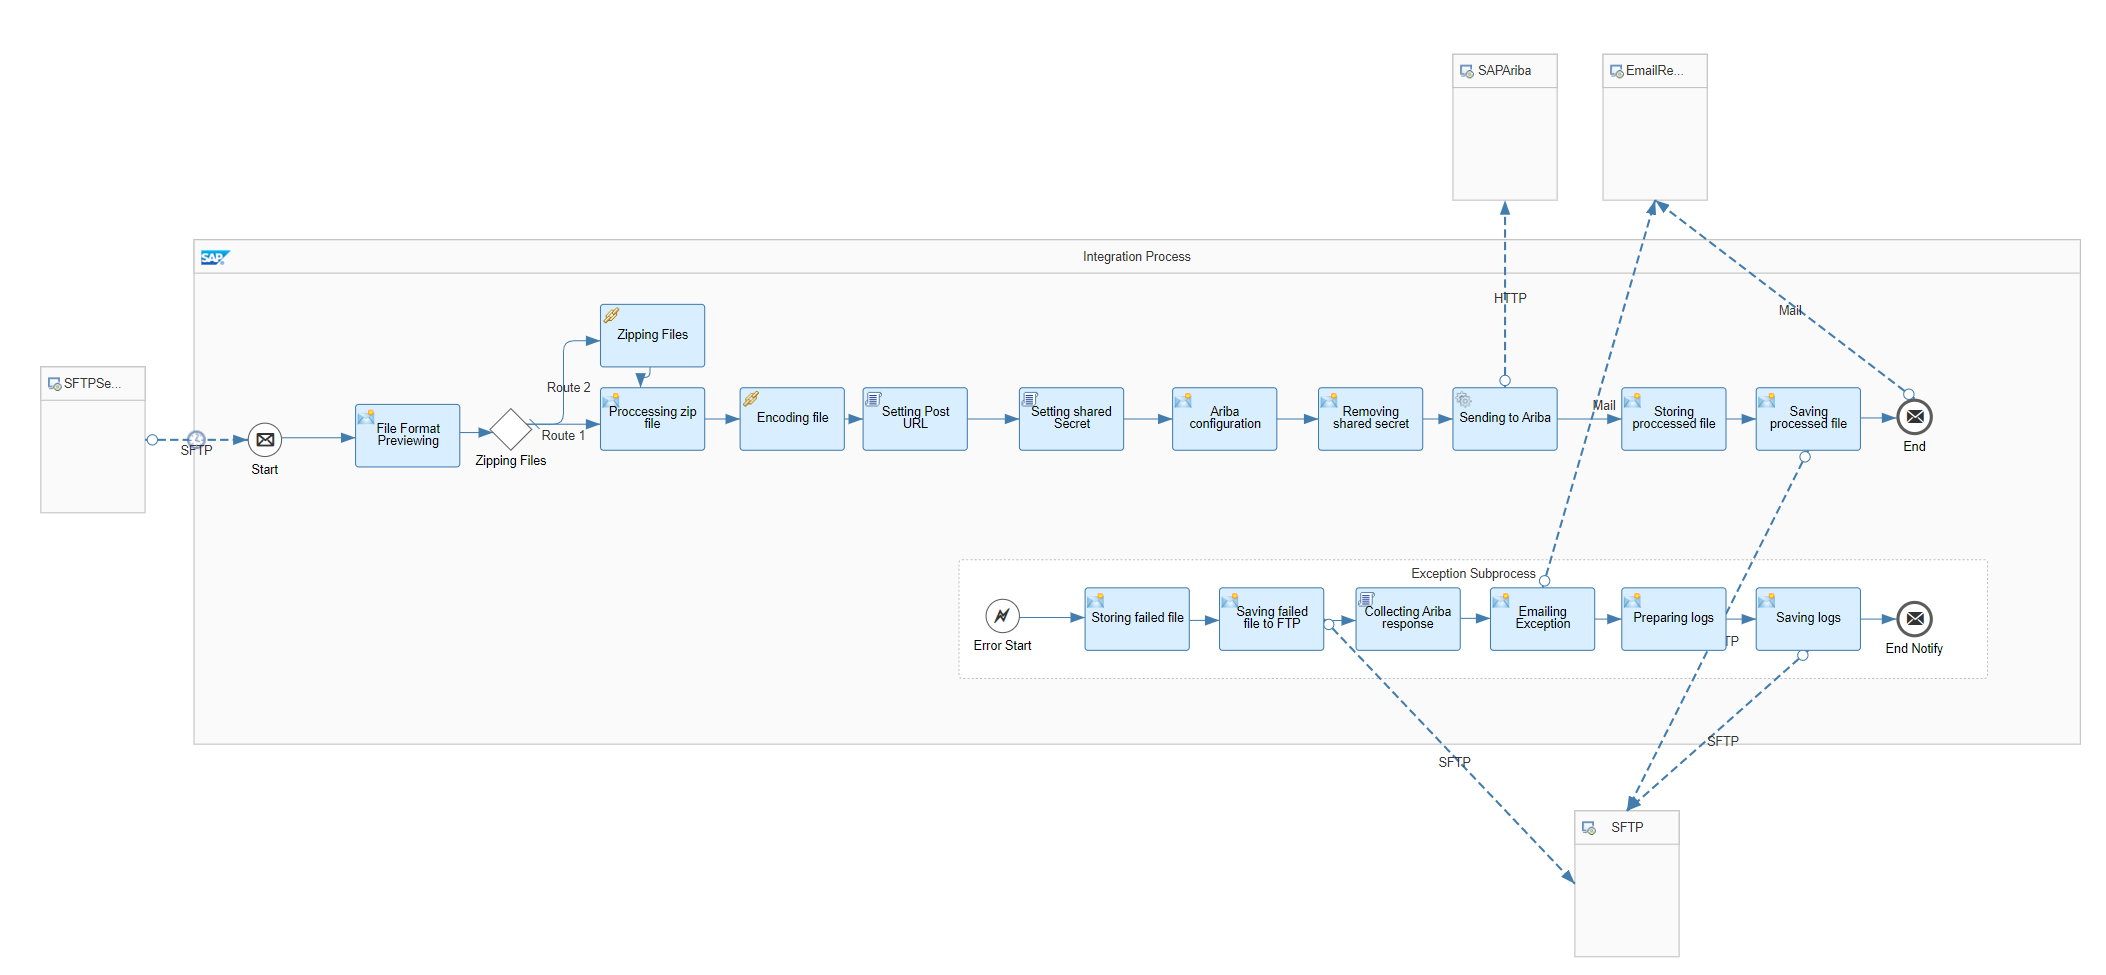 SAPAriba
EmailRe...
SAP
Integration Process
HTTP
Mail
Zipping Files
SFTPSe...
Route 2
Mail
Proccessing zip
file
Encoding file
Setting Post
URL
Setting shared
Secret
Ariba
configuration
Removing
shared secret
Sending to Ariba
Storing
proccessed file
Saving
processed file
File Format
Previewing
Route 1
SFTP
Start
Zipping Files
End
Exception Subprocess
Error Start
Storing failed file
Saving failed
file to FTP
Collecting Ariba
response
Emailing
Exception
Preparing logs
Saving logs
TP
End Notify
SFTP
SFTP
SFTP